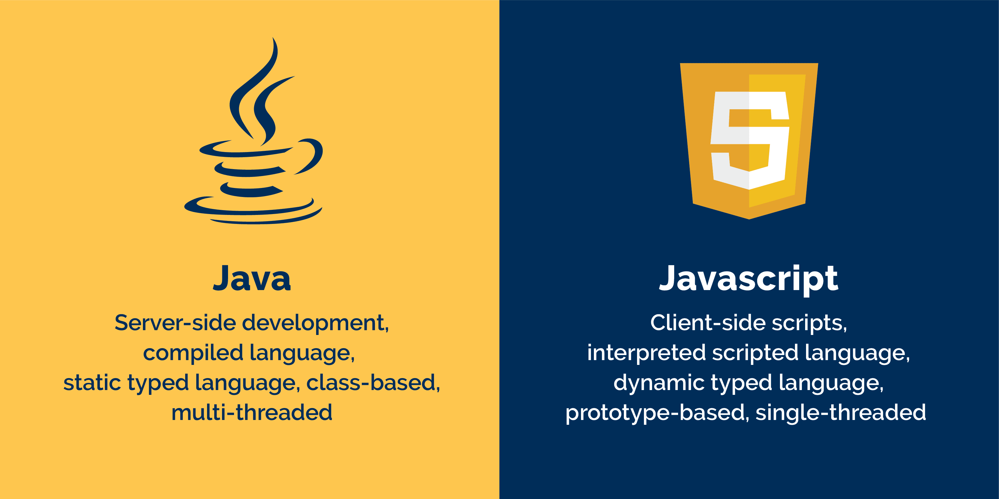 Java
Server-side development,
compiled language,
static typed language, class-based,
multi-threaded
Javascript
Client-side scripts,
interpreted scripted language,
dynamic typed language,
prototype-based, single-threaded